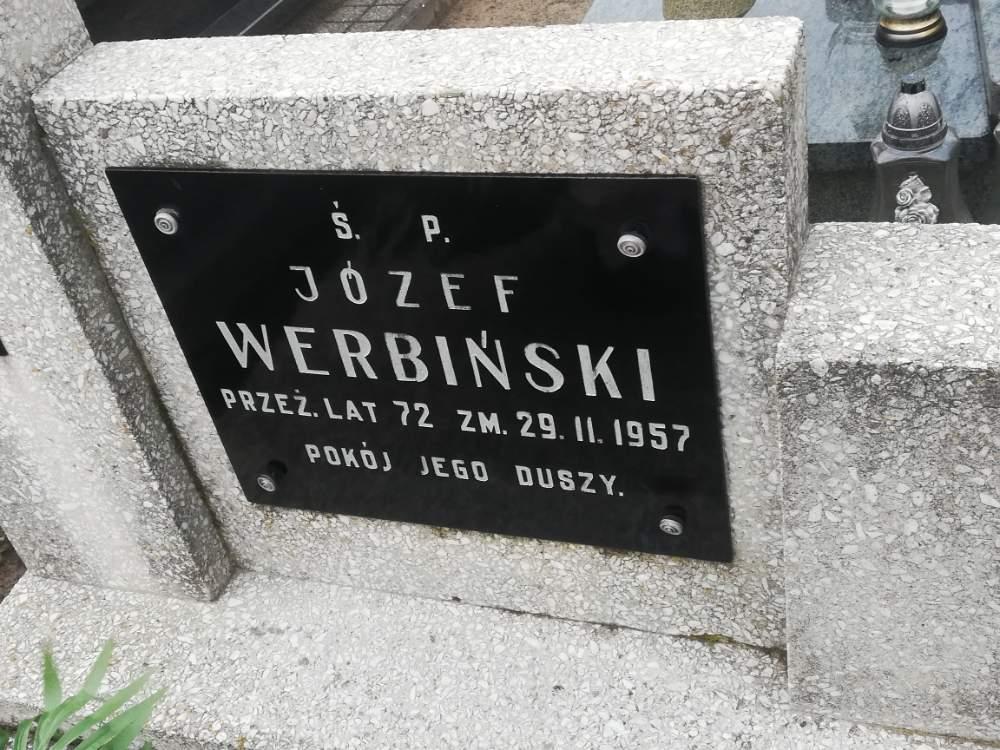 Ś. P.
JÓZEF
WERBIŃSKI
PRZEŻ. LAT 72 ZM. 29. 11. 1957
POKÓJ JEGO DUSZY.